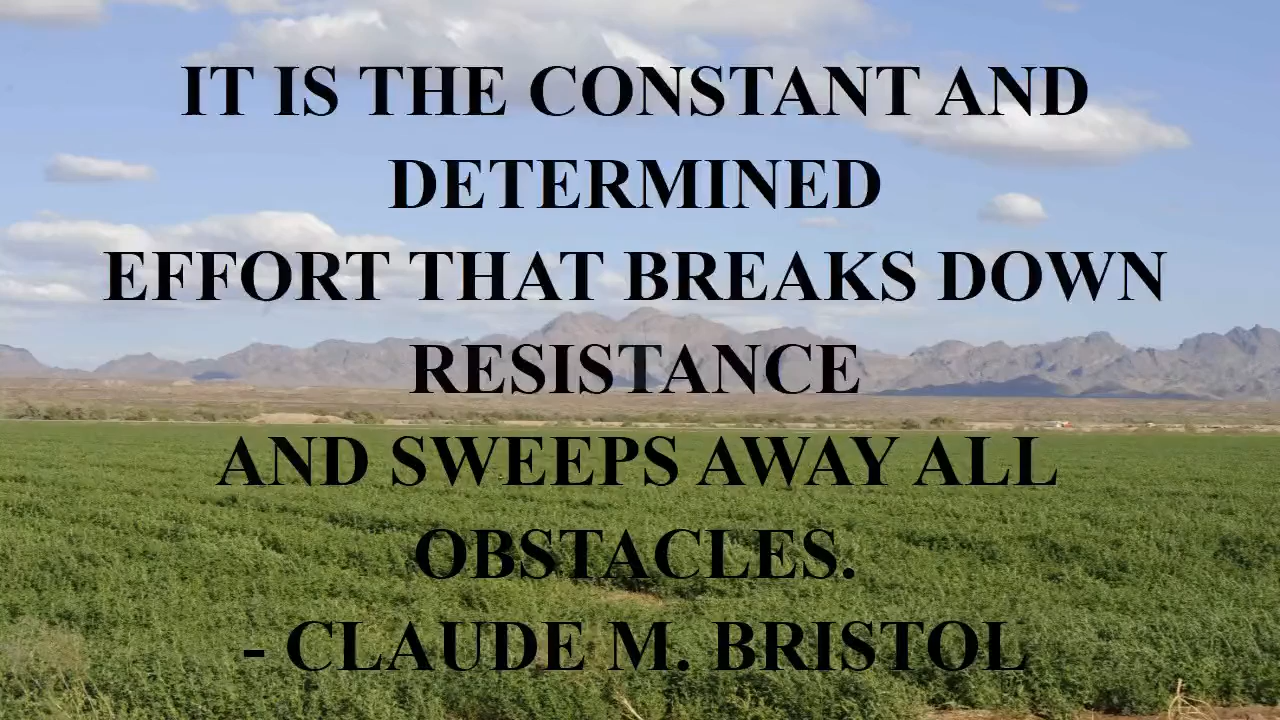 IT IS THE CONSTANT AND
DETERMINED
EFFORT THAT BREAKS DOWN
RESISTANCE
AND SWEEPS AWAY ALL
OBSTACLES.
- CLAUDE M. BRISTOL